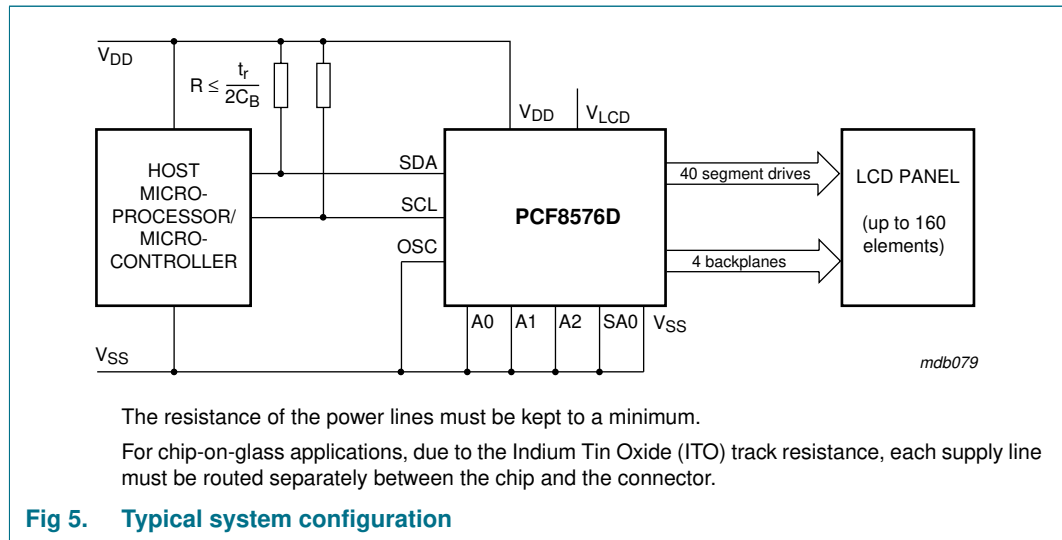 VDD
R ≤ tr
2CB
VDD
VLCD
HOST
MICRO-
PROCESSOR/
MICRO-
CONTROLLER
SDA
SCL
OSC
PCF8576D
40 segment drives
4 backplanes
LCD PANEL
(up to 160
elements)
A0
A1
A2
SA0
VSS
VSS
mdb079
The resistance of the power lines must be kept to a minimum.
For chip-on-glass applications, due to the Indium Tin Oxide (ITO) track resistance, each supply line
must be routed separately between the chip and the connector.
Fig 5. Typical system configuration